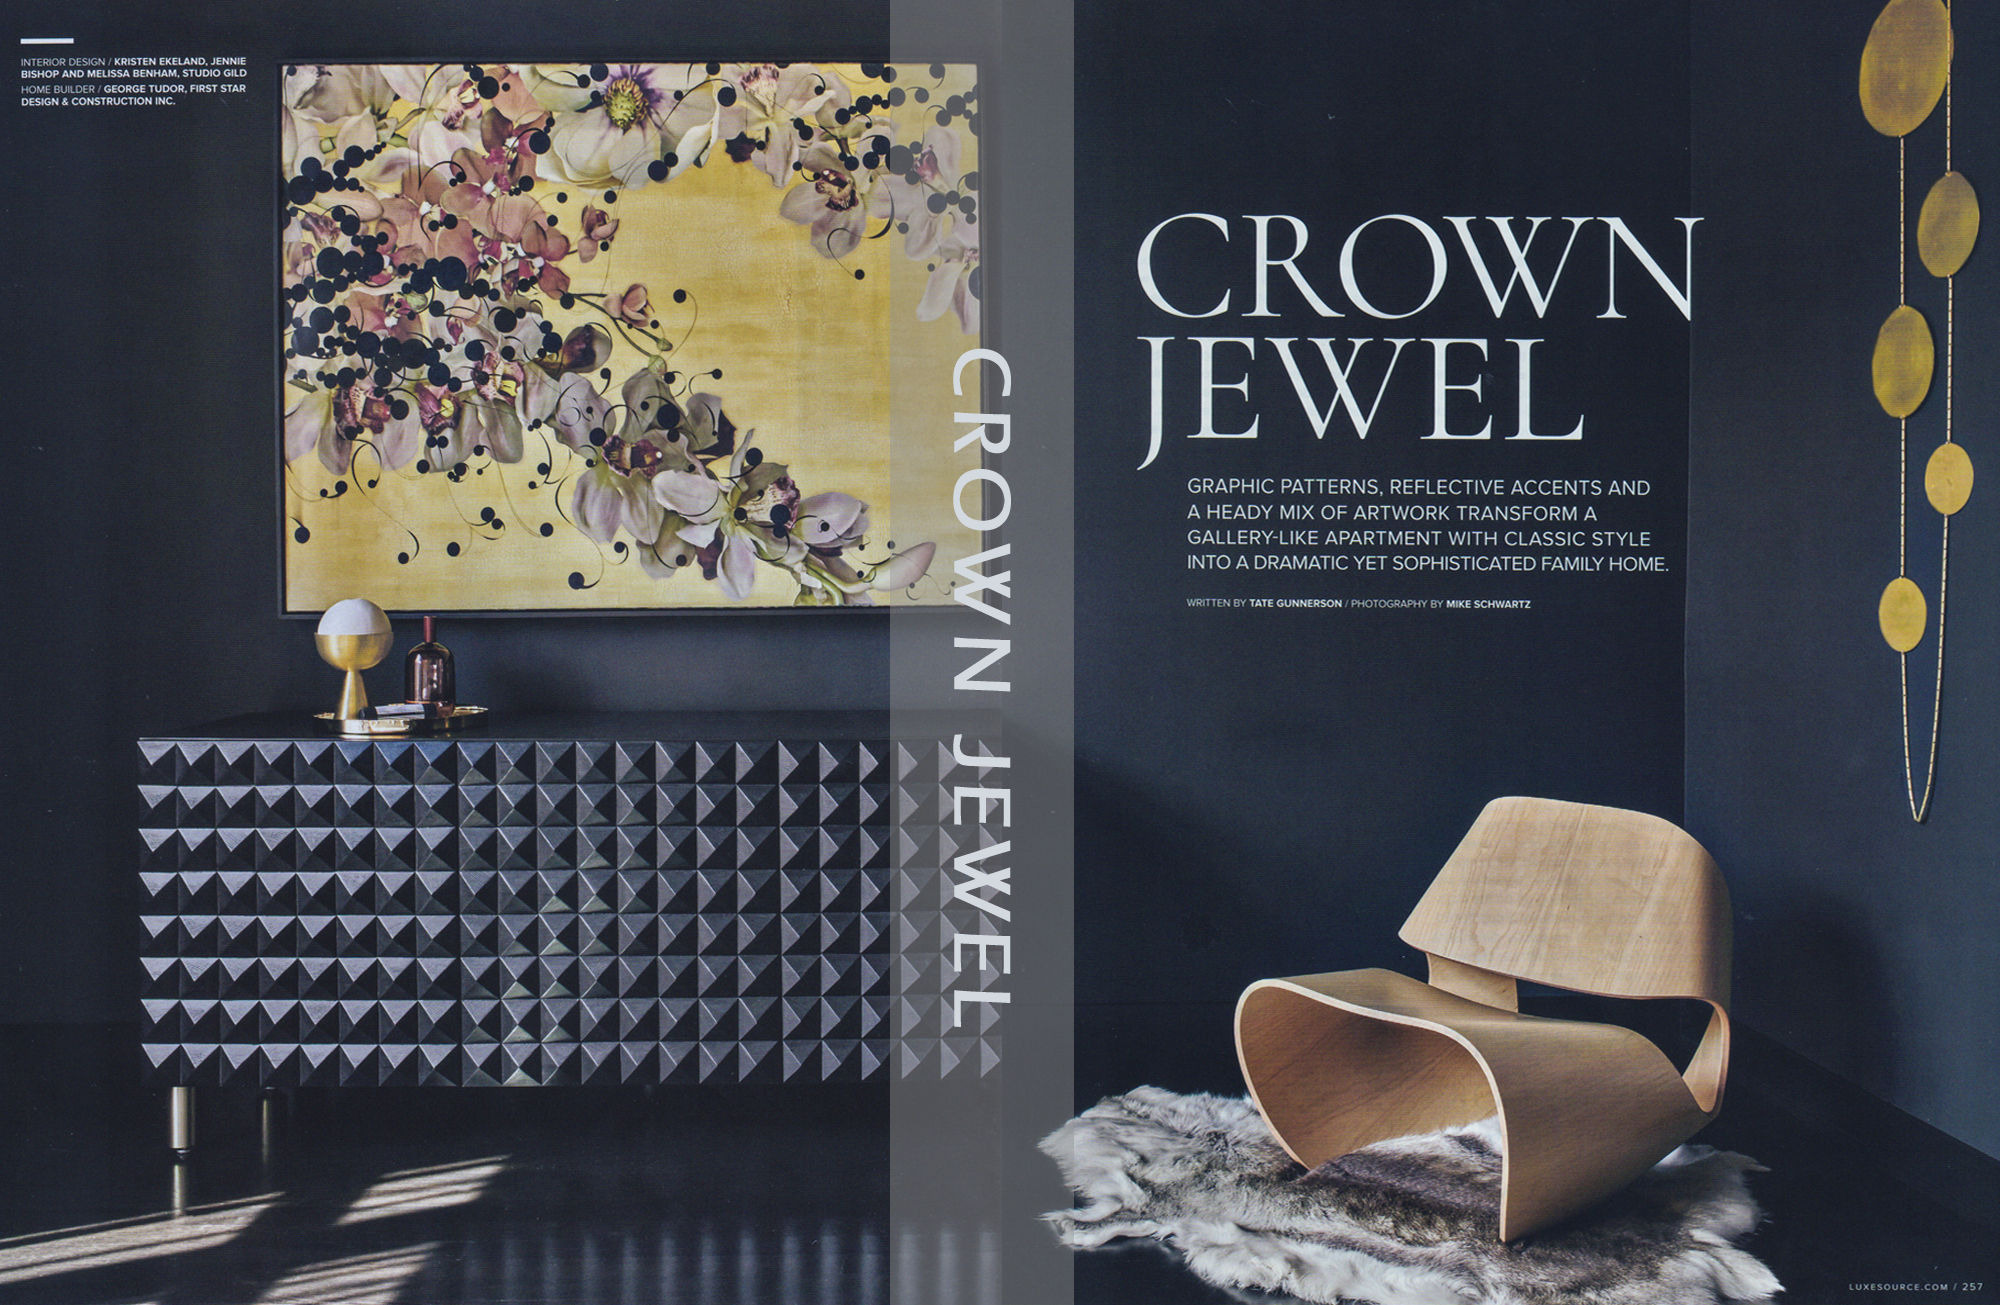 INTERIOR DESIGN / KRISTEN EKELAND, JENNIE
BISHOP AND MELISSA BENHAM, STUDIO GILD
HOME BUILDER / GEORGE TUDOR, FIRST STAR
DESIGN & CONSTRUCTION INC.
CROWN JEWEL
CROWN
JEWEL
GRAPHIC PATTERNS, REFLECTIVE ACCENTS AND
A HEADY MIX OF ARTWORK TRANSFORM A
GALLERY-LIKE APARTMENT WITH CLASSIC STYLE
INTO A DRAMATIC YET SOPHISTICATED FAMILY HOME.
WRITTEN BY TATE GUNNERSON / PHOTOGRAPHY BY MIKE SCHWARTZ
LUXESOURCE.COM / 257